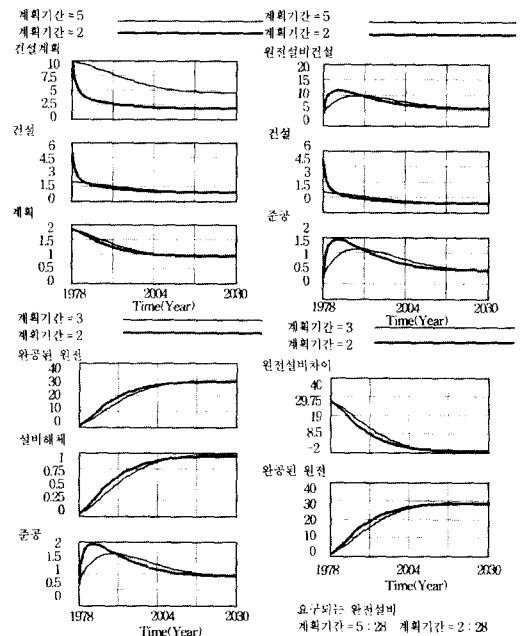 계획기간=5
계획기간=2
건설계획
10
7.5
5
2.5
0
건설
6
4.5
3
1.5
0
계획
2
1.5
1
0.5
0
1978 2004 2030
Time(Year)
계획기간=5
계획기간=2
원전설비건설
20
15
10
5
0
건설
6
4.5
3
1.5
0
준공
2
1.5
1
0.5
0
1978 2004 2030
Time(Year)
계획기간=3
계획기간=2
완공된 원전
40
30
20
10
0
설비해체
1
0.75
0.5
0.25
0
준공
2
1.5
1
0.5
0
1978 2004 2030
Time(Year)
계획기간=3
계획기간=2
원전설비차이
40
29.75
19
8.5
-2
완공된 원전
40
30
20
10
0
1978 2004 2030
Time(Year)
요구되는 완전설비
계획기간=5:28 계획기간=2:28